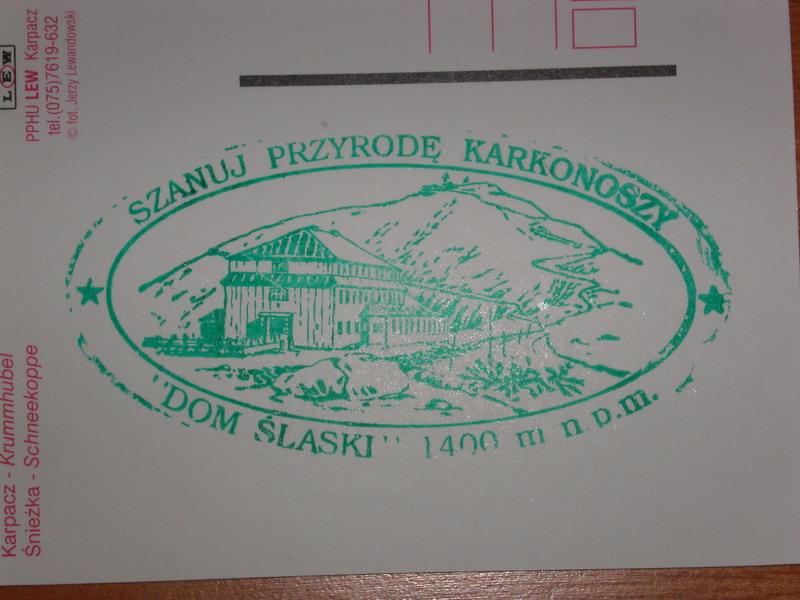 SZANUJ PRZYRODĘ KARKONOSZY
"DOM ŚLĄSKI" 1400 m n.p.m.
LEW
PPHU LEW Karpacz
tel.(075)7619-632
© fot. Jerzy Lewandowski
Karpacz - Krummhübel
Śnieżka - Schneekoppe